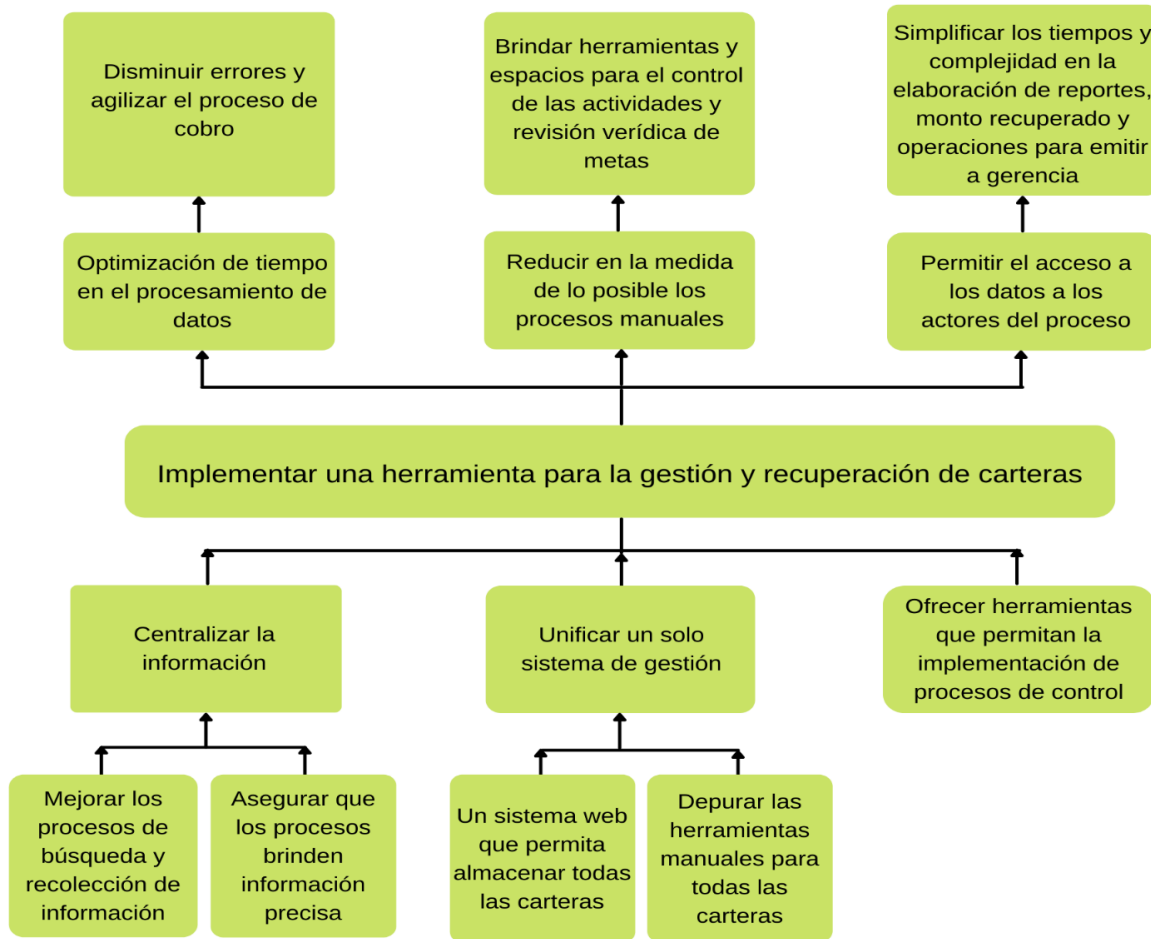 Disminuir errores y
agilizar el proceso de
cobro
Brindar herramientas y
espacios para el control
de las actividades y
revisión verídica de
metas
Simplificar los tiempos y
complejidad en la
elaboración de reportes,
monto recuperado y
operaciones para emitir
a gerencia
Optimización de tiempo
en el procesamiento de
datos
Reducir en la medida
de lo posible los
procesos manuales
Permitir el acceso a
los datos a los
actores del proceso
Implementar una herramienta para la gestión y recuperación de carteras
Centralizar la
información
Unificar un solo
sistema de gestión
Ofrecer herramientas
que permitan la
implementación de
procesos de control
Mejorar los
procesos de
búsqueda y
recolección de
información
Asegurar que
los procesos
brinden
información
precisa
Un sistema web
que permita
almacenar todas
las carteras
Depurar las
herramientas
manuales para
todas las
carteras